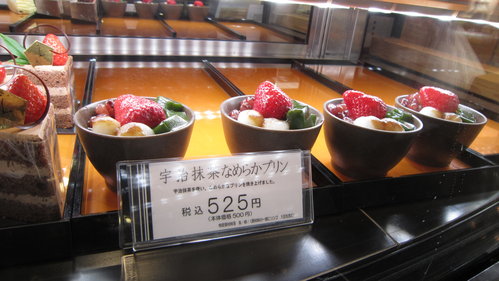 宇治抹茶なめらかプリン
宇治抹茶を使い、なめらかなプリンを焼き上げました。
税込 525円
(本体価格500円)